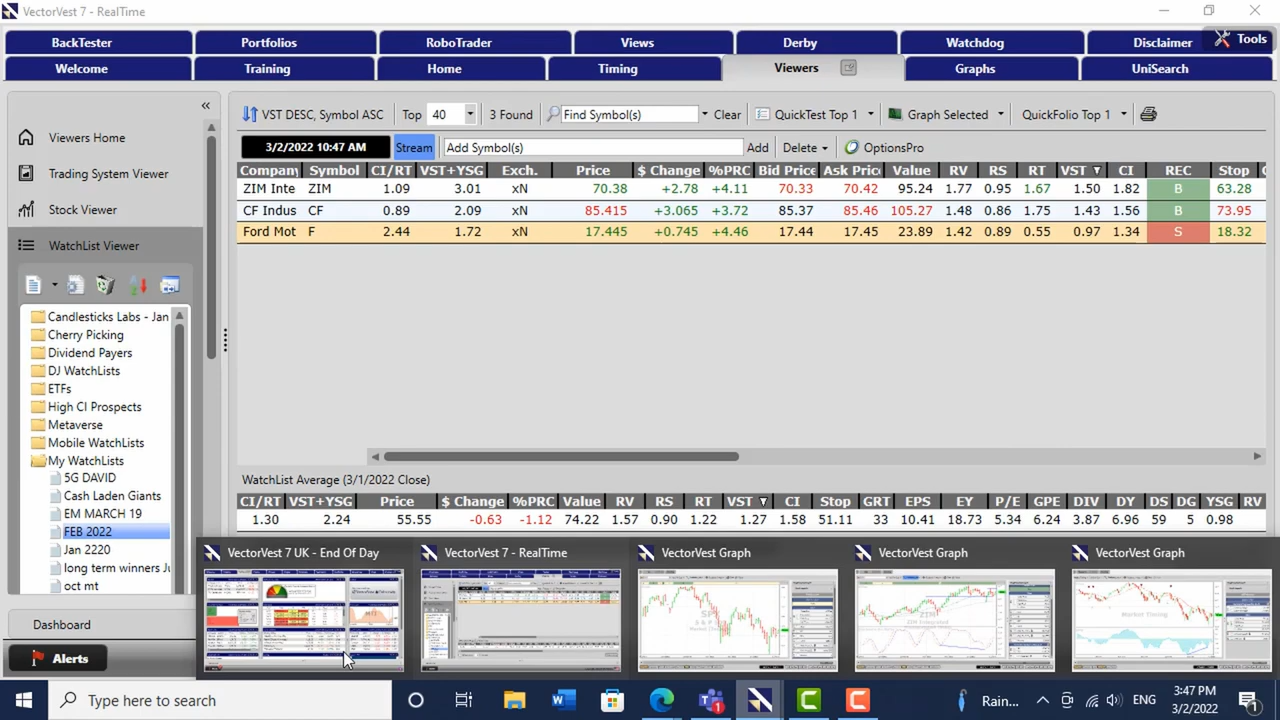 VectorVest 7 - RealTime
BackTester Portfolios RoboTrader Views Derby Watchdog Disclaimer Tools
Welcome Training Home Timing Viewers Graphs UniSearch
VST DESC, Symbol ASC Top 40 3 Found Find Symbol(s) Clear QuickTest Top 1 Graph Selected QuickFolio Top 1
3/2/2022 10:47 AM Stream Add Symbol(s) Add Delete OptionsPro
Viewers Home
Trading System Viewer
Stock Viewer
WatchList Viewer
Candlesticks Labs - Jan
Cherry Picking
Dividend Payers
DJ WatchLists
ETFs
High CI Prospects
Metaverse
Mobile WatchLists
My WatchLists
5G DAVID
Cash Laden Giants
EM MARCH 19
FEB 2022
Jan 2220
long term winners Ju
oct mt
Dashboard
Alerts
Company Symbol CI/RT VST+YSG Exch. Price $ Change %PRC Bid Price Ask Price Value RV RS RT VST CI REC Stop
ZIM Inte ZIM 1.09 3.01 xN 70.38 +2.78 +4.11 70.33 70.42 95.24 1.77 0.95 1.67 1.50 1.82 B 63.28
CF Indus CF 0.89 2.09 xN 85.415 +3.065 +3.72 85.37 85.46 105.27 1.48 0.86 1.75 1.43 1.56 B 73.95
Ford Mot F 2.44 1.72 xN 17.445 +0.745 +4.46 17.44 17.45 23.89 1.42 0.89 0.55 0.97 1.34 S 18.32
WatchList Average (3/1/2022 Close)
CI/RT VST+YSG Price $ Change %PRC Value RV RS RT VST CI Stop GRT EPS EY P/E GPE DIV DY DS DG YSG RV
1.30 2.24 55.55 -0.63 -1.12 74.22 1.57 0.90 1.22 1.27 1.58 51.11 33 10.41 18.73 5.34 6.24 3.87 6.96 59 5 0.98
VectorVest 7 UK - End Of Day VectorVest 7 - RealTime VectorVest Graph VectorVest Graph VectorVest Graph
Type here to search
Rain... ENG
3:47 PM
3/2/2022